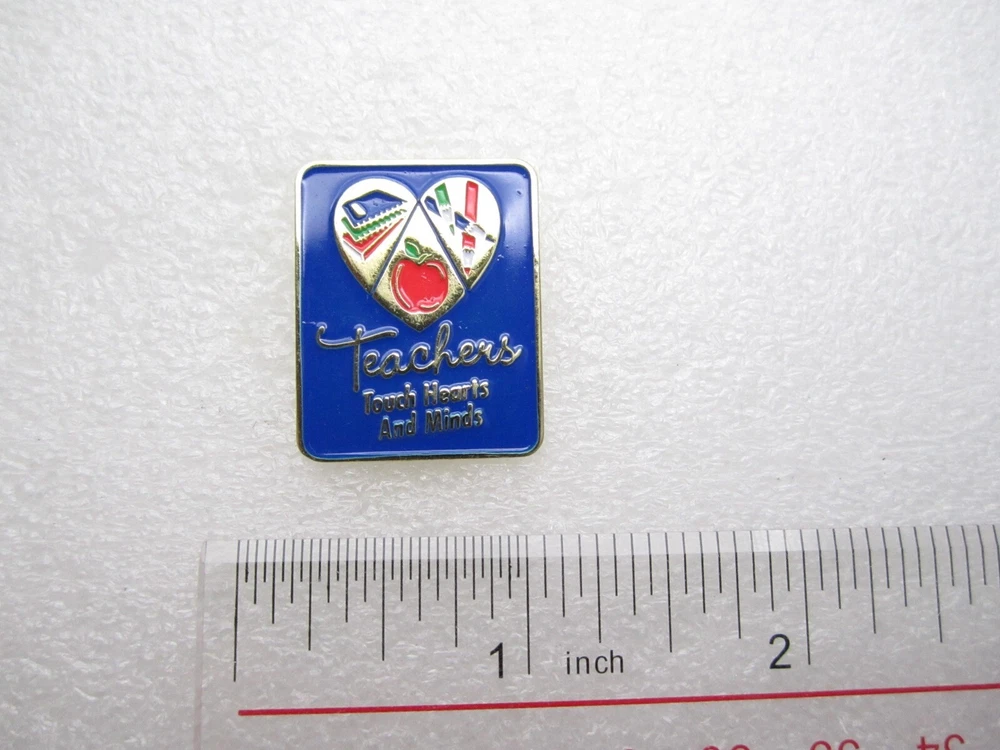 Teachers
Touch Hearts
And Minds
1 inch 2